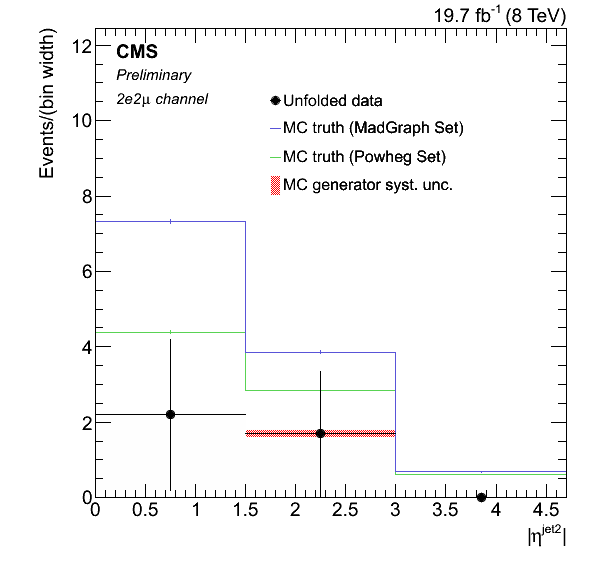 19.7 fb⁻¹ (8 TeV)
Events/(bin width)
CMS
Preliminary
2e2μ channel
Unfolded data
MC truth (MadGraph Set)
MC truth (Powheg Set)
MC generator syst. unc.
12
10
8
6
4
2
0
0 0.5 1 1.5 2 2.5 3 3.5 4 4.5
|η^jet2|